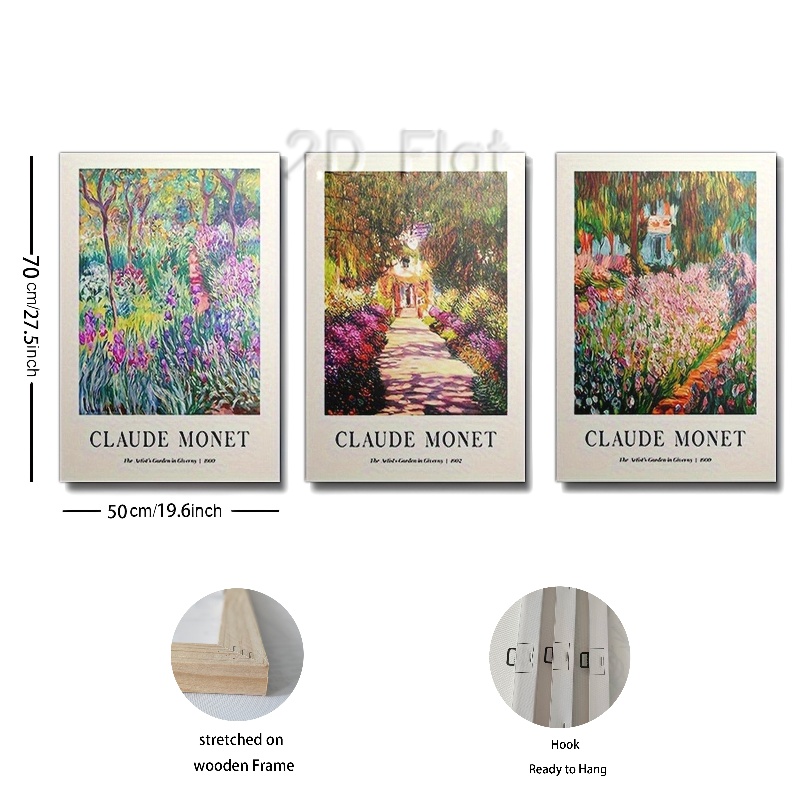 2D Flat
70cm/27.5inch
CLAUDE MONET
The Artist's Garden in Giverny | 1900
CLAUDE MONET
The Artist's Garden in Giverny | 1902
CLAUDE MONET
The Artist's Garden in Giverny | 1900
50cm/19.6inch
stretched on
wooden Frame
Hook
Ready to Hang